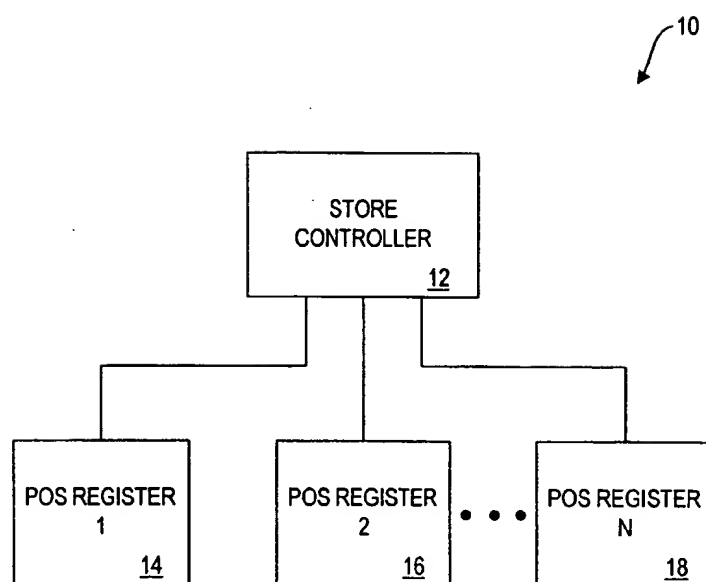 10
STORE
CONTROLLER
12
POS REGISTER
1
14
POS REGISTER
2
16
POS REGISTER
N
18